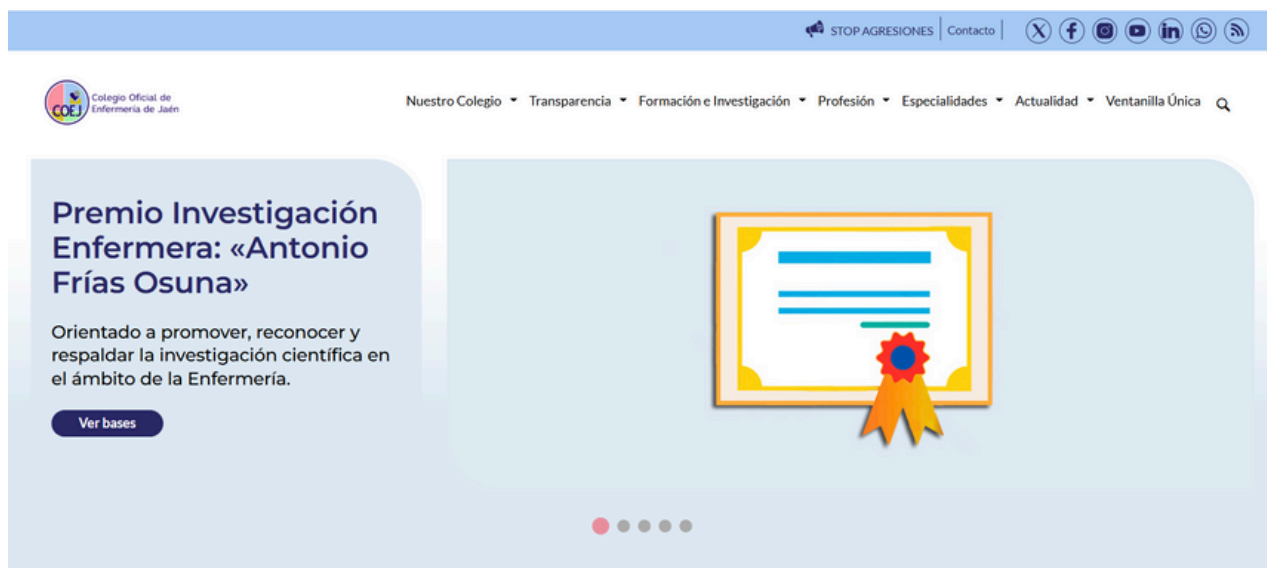 STOP AGRESIONES
Contacto
COEJ
Colegio Oficial de
Enfermería de Jaén
Nuestro Colegio
Transparencia
Formación e Investigación
Profesión
Especialidades
Actualidad
Ventanilla Única
Premio Investigación
Enfermera: «Antonio
Frías Osuna»
Orientado a promover, reconocer y
respaldar la investigación científica en
el ámbito de la Enfermería.
Ver bases